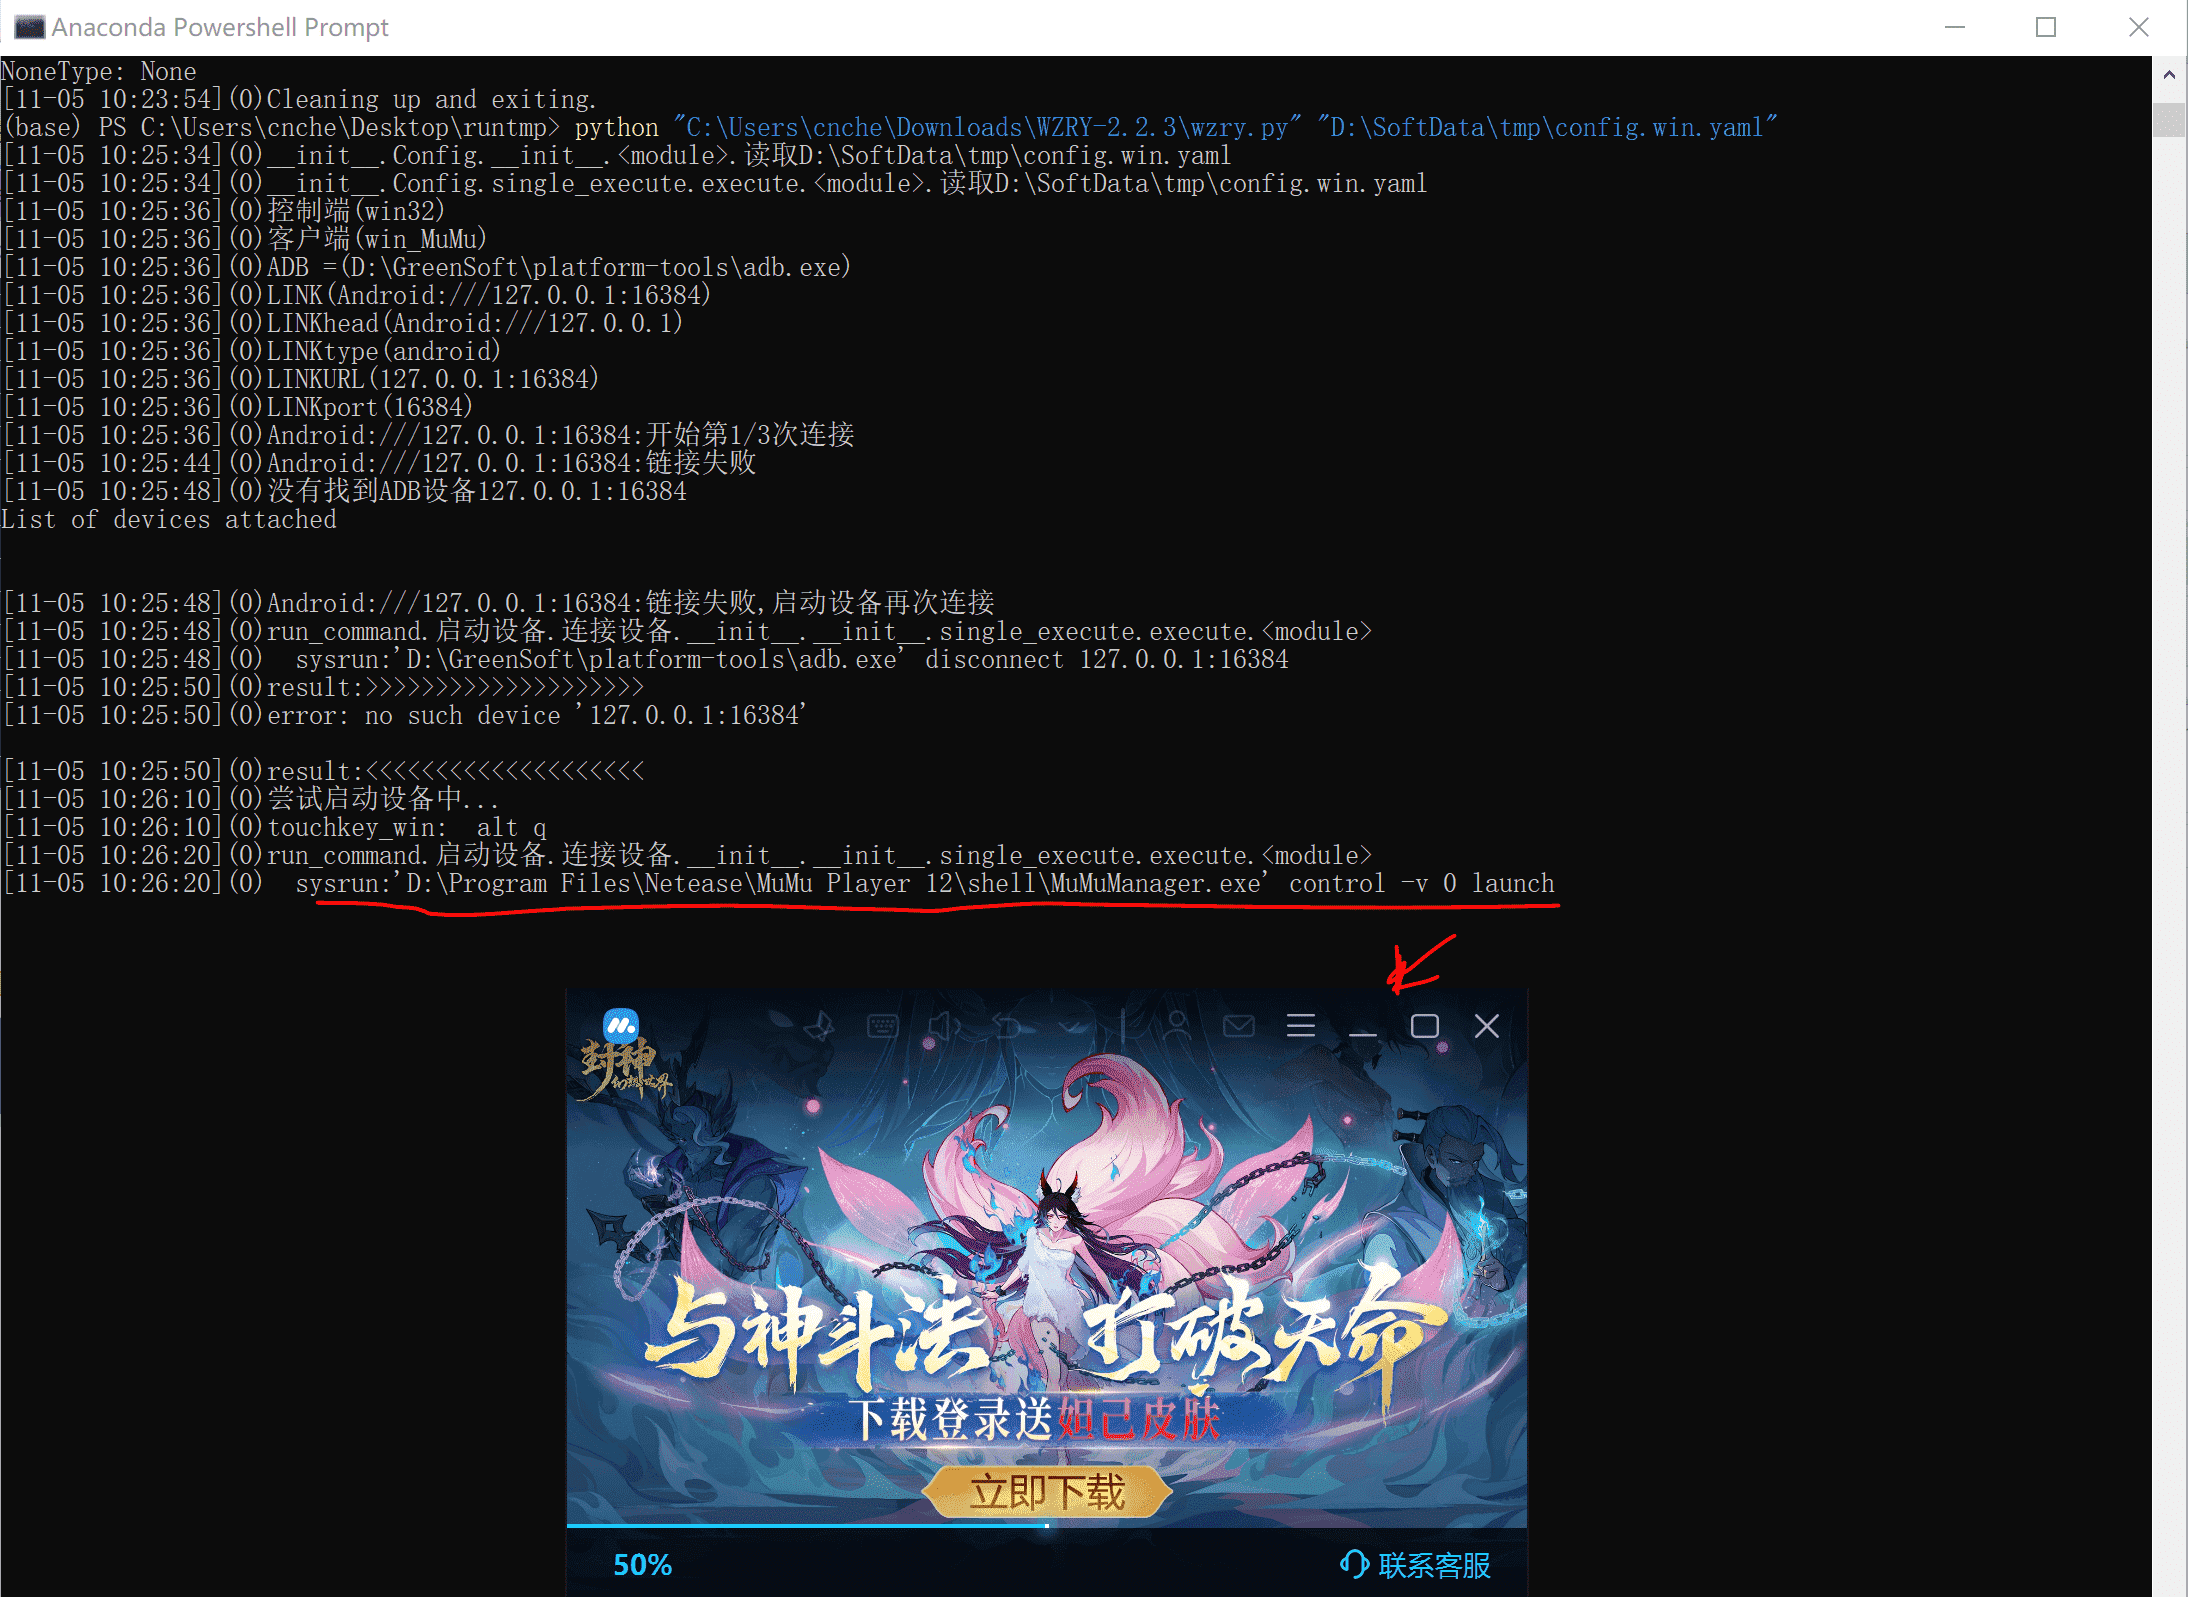 Anaconda Powershell Prompt
NoneType: None
[11-05 10:23:54](0)Cleaning up and exiting.
(base) PS C:\Users\cnche\Desktop\runtmp> python "C:\Users\cnche\Downloads\WZRY-2.2.3\wzry.py" "D:\SoftData\tmp\config.win.yaml"
[11-05 10:25:34](0)__init__.Config.__init__.<module>.读取D:\SoftData\tmp\config.win.yaml
[11-05 10:25:34](0)__init__.Config.single_execute.execute.<module>.读取D:\SoftData\tmp\config.win.yaml
[11-05 10:25:36](0)控制端(win32)
[11-05 10:25:36](0)客户端(win_MuMu)
[11-05 10:25:36](0)ADB =(D:\GreenSoft\platform-tools\adb.exe)
[11-05 10:25:36](0)LINK(Android:///127.0.0.1:16384)
[11-05 10:25:36](0)LINKhead(Android:///127.0.0.1)
[11-05 10:25:36](0)LINKtype(android)
[11-05 10:25:36](0)LINKURL(127.0.0.1:16384)
[11-05 10:25:36](0)LINKport(16384)
[11-05 10:25:36](0)Android:///127.0.0.1:16384:开始第1/3次连接
[11-05 10:25:44](0)Android:///127.0.0.1:16384:链接失败
[11-05 10:25:48](0)没有找到ADB设备127.0.0.1:16384
List of devices attached
[11-05 10:25:48](0)Android:///127.0.0.1:16384:链接失败,启动设备再次连接
[11-05 10:25:48](0)run_command.启动设备.连接设备.__init__.__init__.single_execute.execute.<module>
[11-05 10:25:48](0)  sysrun:'D:\GreenSoft\platform-tools\adb.exe' disconnect 127.0.0.1:16384
[11-05 10:25:50](0)result:>>>>>>>>>>>>>>>>>>>>
[11-05 10:25:50](0)error: no such device '127.0.0.1:16384'
[11-05 10:25:50](0)result:<<<<<<<<<<<<<<<<<<<<
[11-05 10:26:10](0)尝试启动设备中...
[11-05 10:26:10](0)touchkey_win:  alt q
[11-05 10:26:20](0)run_command.启动设备.连接设备.__init__.__init__.single_execute.execute.<module>
[11-05 10:26:20](0)  sysrun:'D:\Program Files\Netease\MuMu Player 12\shell\MuMuManager.exe' control -v 0 launch
封神
幻想世界
与神斗法 打破天命
下载登录送妲己皮肤
立即下载
50%
联系客服